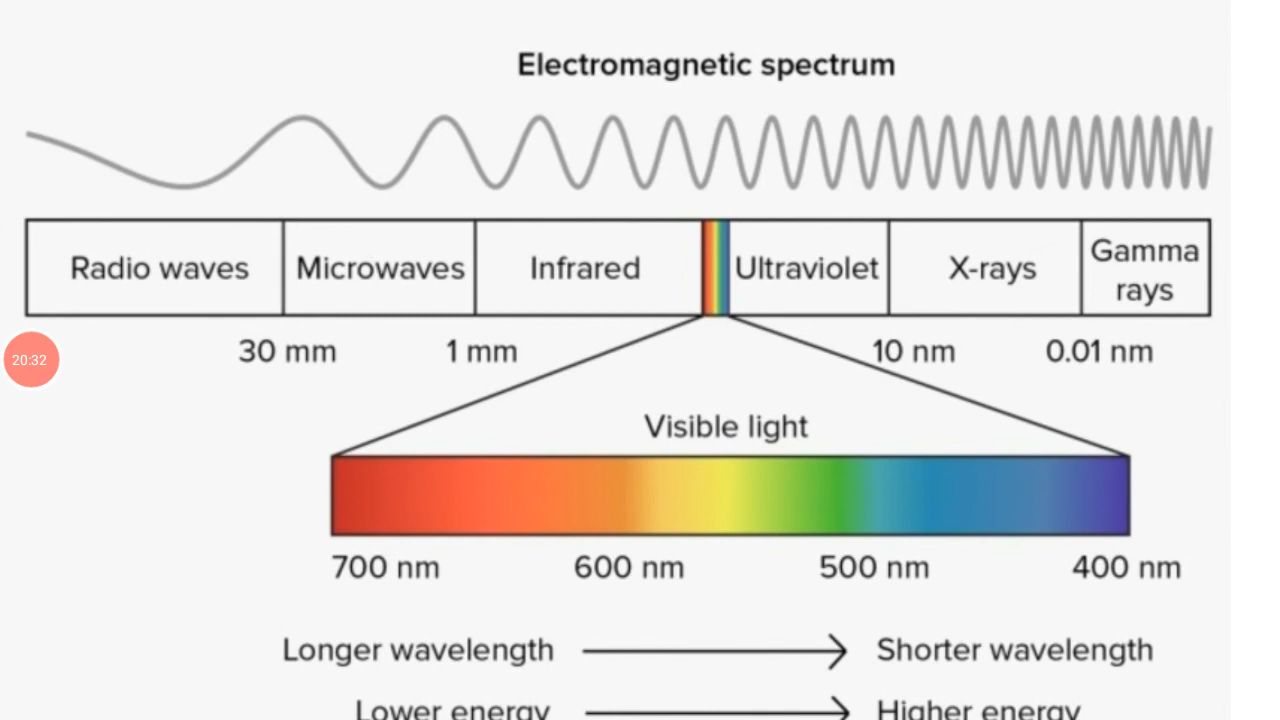 Electromagnetic spectrum
Radio waves
Microwaves
Infrared
Ultraviolet
X-rays
Gamma
rays
30 mm
1 mm
10 nm
0.01 nm
20:32
Visible light
700 nm
600 nm
500 nm
400 nm
Longer wavelength
Shorter wavelength
Lower energy
Higher energy